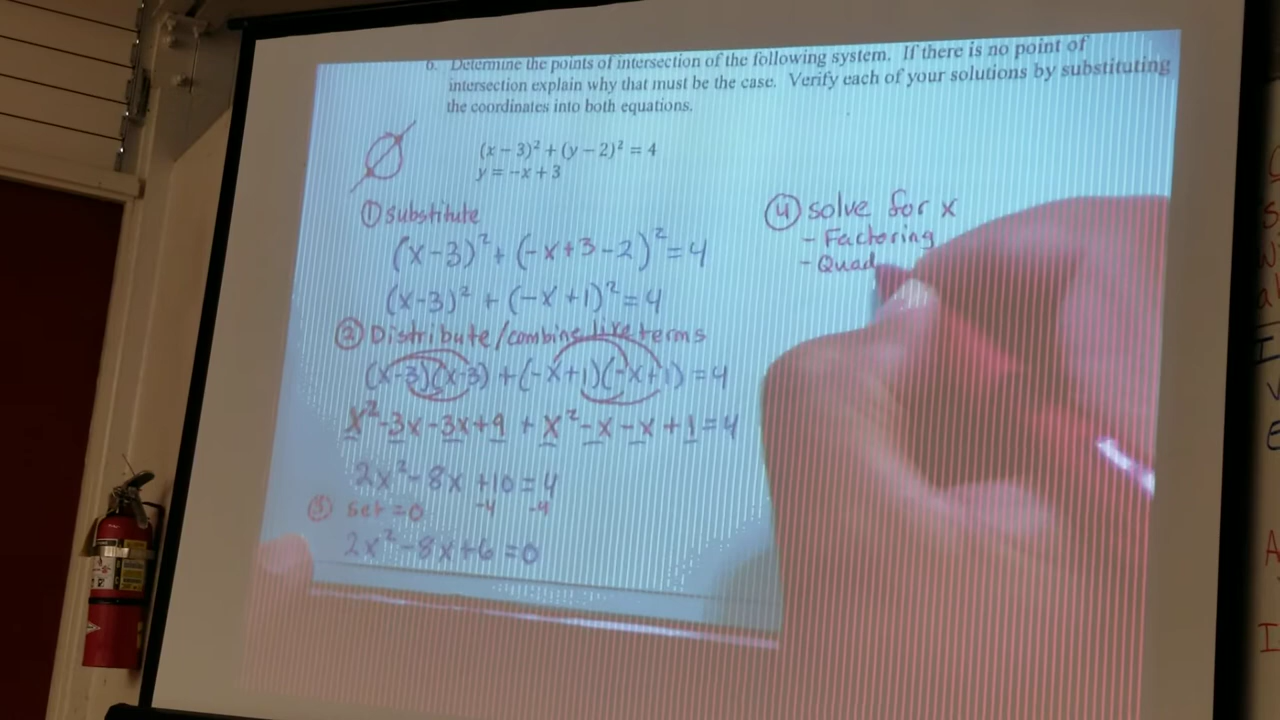 6. Determine the points of intersection of the following system. If there is no point of
intersection explain why that must be the case. Verify each of your solutions by substituting
the coordinates into both equations.
(x − 3)² + (y − 2)² = 4
y = −x + 3
① substitute
(x-3)² + (-x+3-2)² = 4
(x-3)² + (-x+1)² = 4
② Distribute/combine like terms
(x-3)(x-3) + (-x+1)(-x+1) = 4
x²-3x-3x+9 + x²-x-x+1 = 4
2x²-8x+10 = 4
③ set =0 -4 -4
2x²-8x+6 = 0
④ solve for x
- Factoring
- Quad